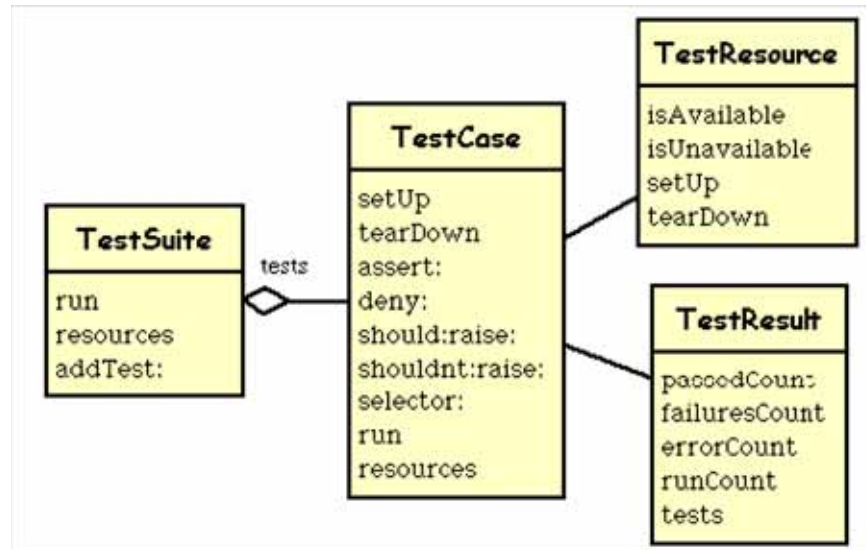 TestSuite
run
resources
addTest:
tests
TestCase
setUp
tearDown
assert:
deny:
should:raise:
shouldnt:raise:
selector:
run
resources
TestResource
isAvailable
isUnavailable
setUp
tearDown
TestResult
passedCount
failuresCount
errorCount
runCount
tests